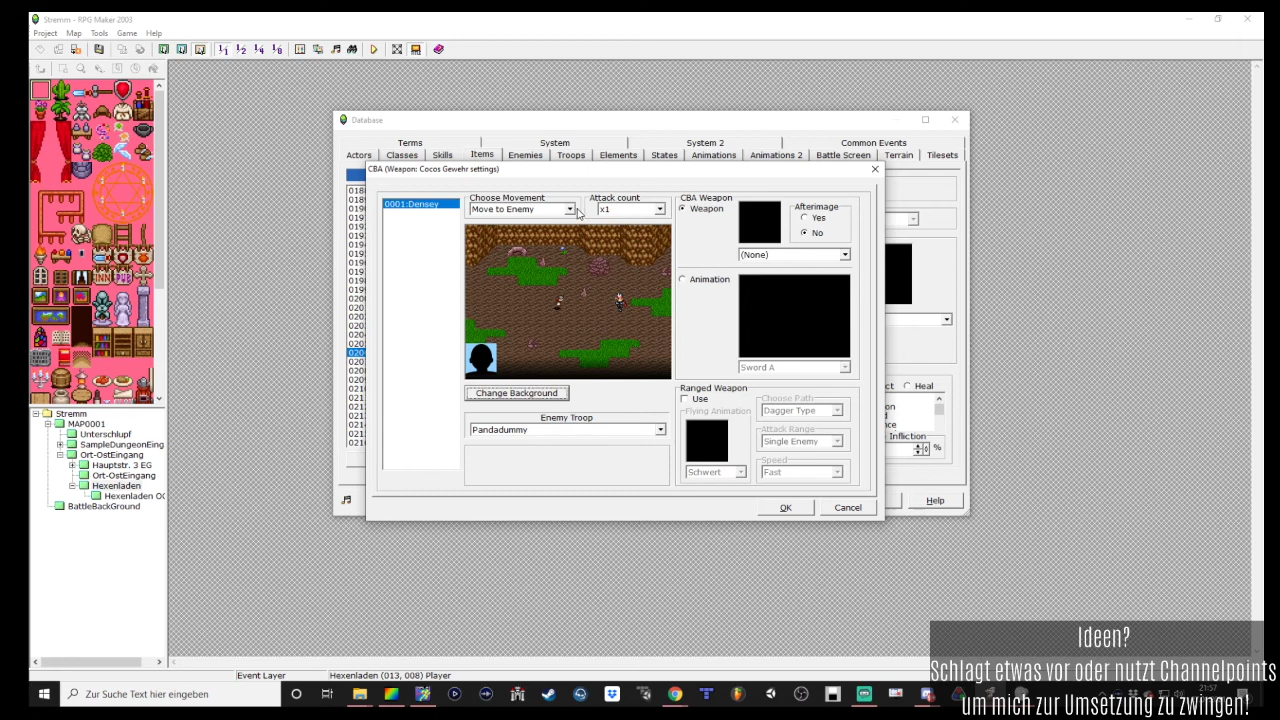 Stremm - RPG Maker 2003
Project Map Tools Game Help
Database
Terms System System 2 Common Events
Actors Classes Skills Items Enemies Troops Elements States Animations Animations 2 Battle Screen Terrain Tilesets
CBA (Weapon: Cocos Gewehr settings)
0001:Densey
Choose Movement
Move to Enemy
Attack count
x1
CBA Weapon
Weapon
Afterimage
Yes
No
(None)
Animation
Sword A
Change Background
Enemy Troop
Pandadummy
Ranged Weapon
Use
Flying Animation
Schwert
Choose Path
Dagger Type
Attack Range
Single Enemy
Speed
Fast
OK
Cancel
Heal
Infliction
%
Help
Stremm
MAP0001
Unterschlupf
SampleDungeonEing
Ort-OstEingang
Hauptstr. 3 EG
Ort-OstEingang
Hexenladen
Hexenladen OG
BattleBackGround
Event Layer
Hexenladen (013, 008) Player
Zur Suche Text hier eingeben
21:57
Ideen?
Schlagt etwas vor oder nutzt Channelpoints
um mich zur Umsetzung zu zwingen!